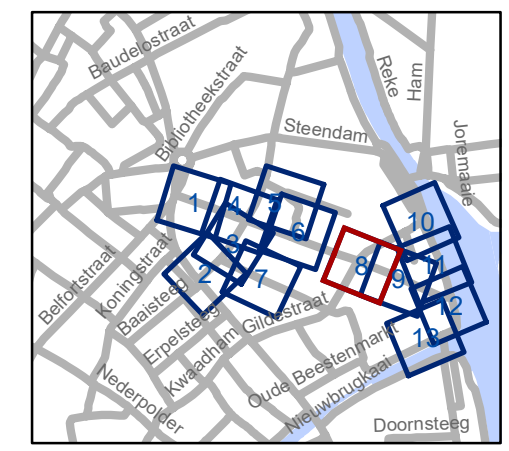 Baudelostraat
Bibliotheekstraat
Reke
Ham
Steendam
Joremaaie
1
4
5
6
10
3
2
7
8
9
11
12
13
Belfortstraat
Koningstraat
Baaisteeg
Erpelsteeg
Kwaadham
Gildestraat
Oude Beestenmarkt
Nieuwbrugkaai
Nederpolder
Doornsteeg